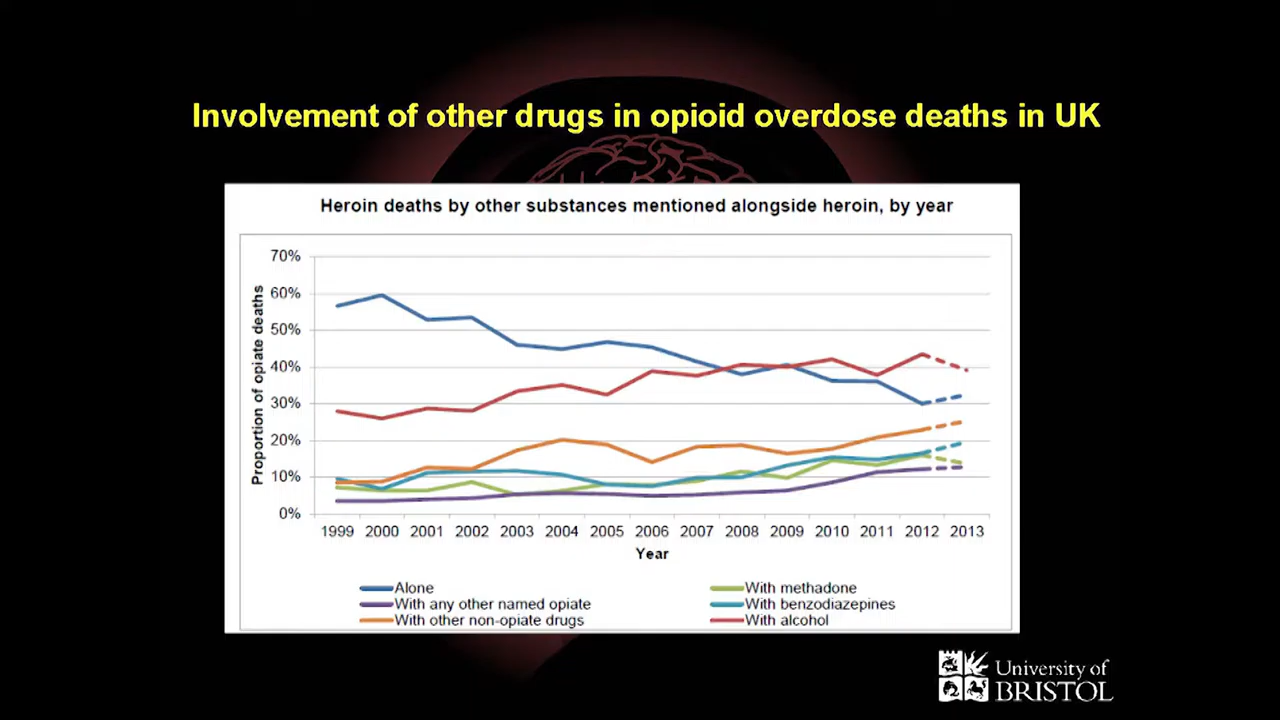 Involvement of other drugs in opioid overdose deaths in UK
Heroin deaths by other substances mentioned alongside heroin, by year
Proportion of opiate deaths
70%
60%
50%
40%
30%
20%
10%
0%
1999 2000 2001 2002 2003 2004 2005 2006 2007 2008 2009 2010 2011 2012 2013
Year
Alone
With methadone
With any other named opiate
With benzodiazepines
With other non-opiate drugs
With alcohol
University of
BRISTOL